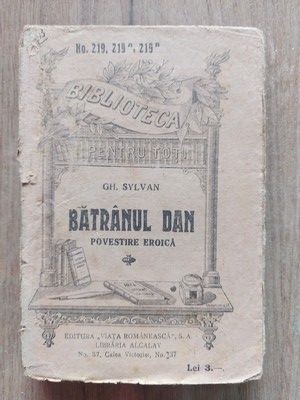 No. 219, 219ᴬ, 219ᴮ
BIBLIOTECA
PENTRU TOȚI
GH. SYLVAN
BĂTRÂNUL DAN
POVESTIRE EROICĂ
EDITURA „VIAȚA ROMÂNEASCĂ”, S. A.
LIBRĂRIA ALCALAY
No. 37, Calea Victoriei, No. 37
Lei 3.—